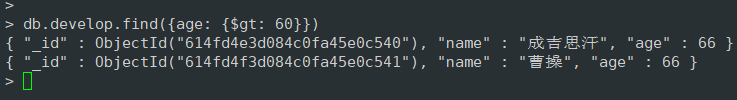 >
> db.develop.find({age: {$gt: 60}})
{ "_id" : ObjectId("614fd4e3d084c0fa45e0c540"), "name" : "成吉思汗", "age" : 66 }
{ "_id" : ObjectId("614fd4f3d084c0fa45e0c541"), "name" : "曹操", "age" : 66 }
>